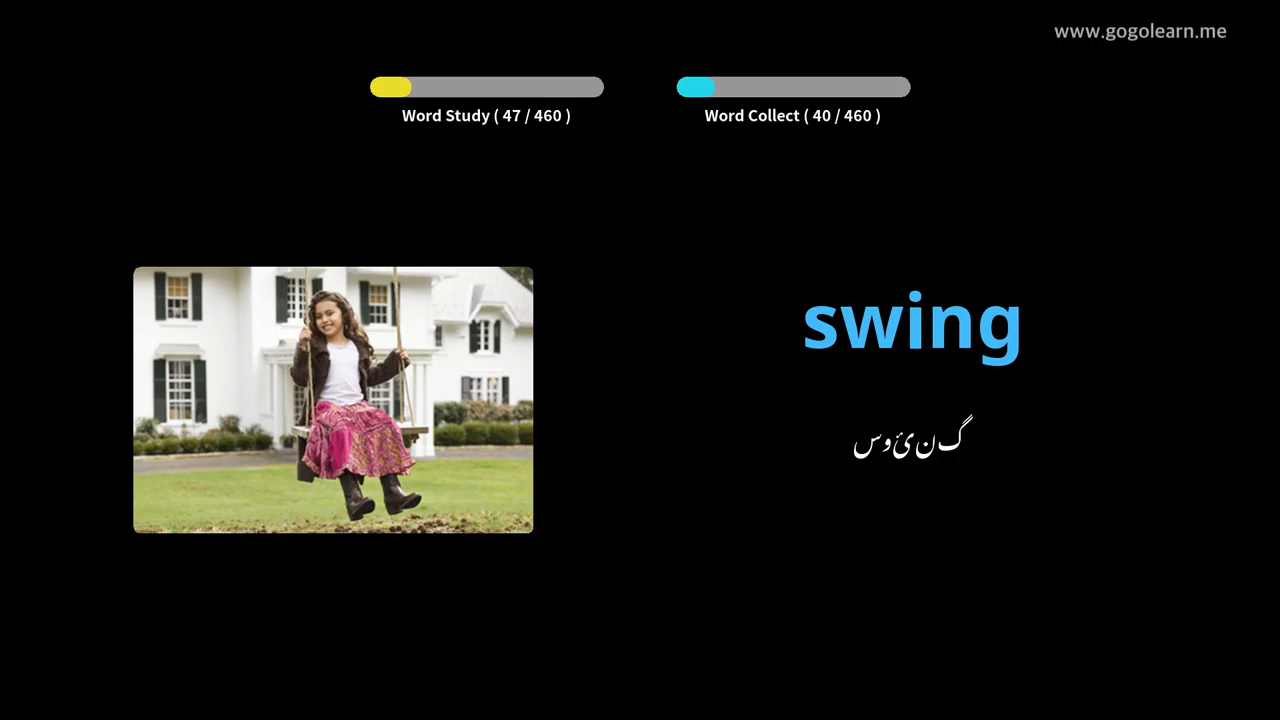 www.gogolearn.me
Word Study ( 47 / 460 )
Word Collect ( 40 / 460 )
swing
گ ن ئ و س